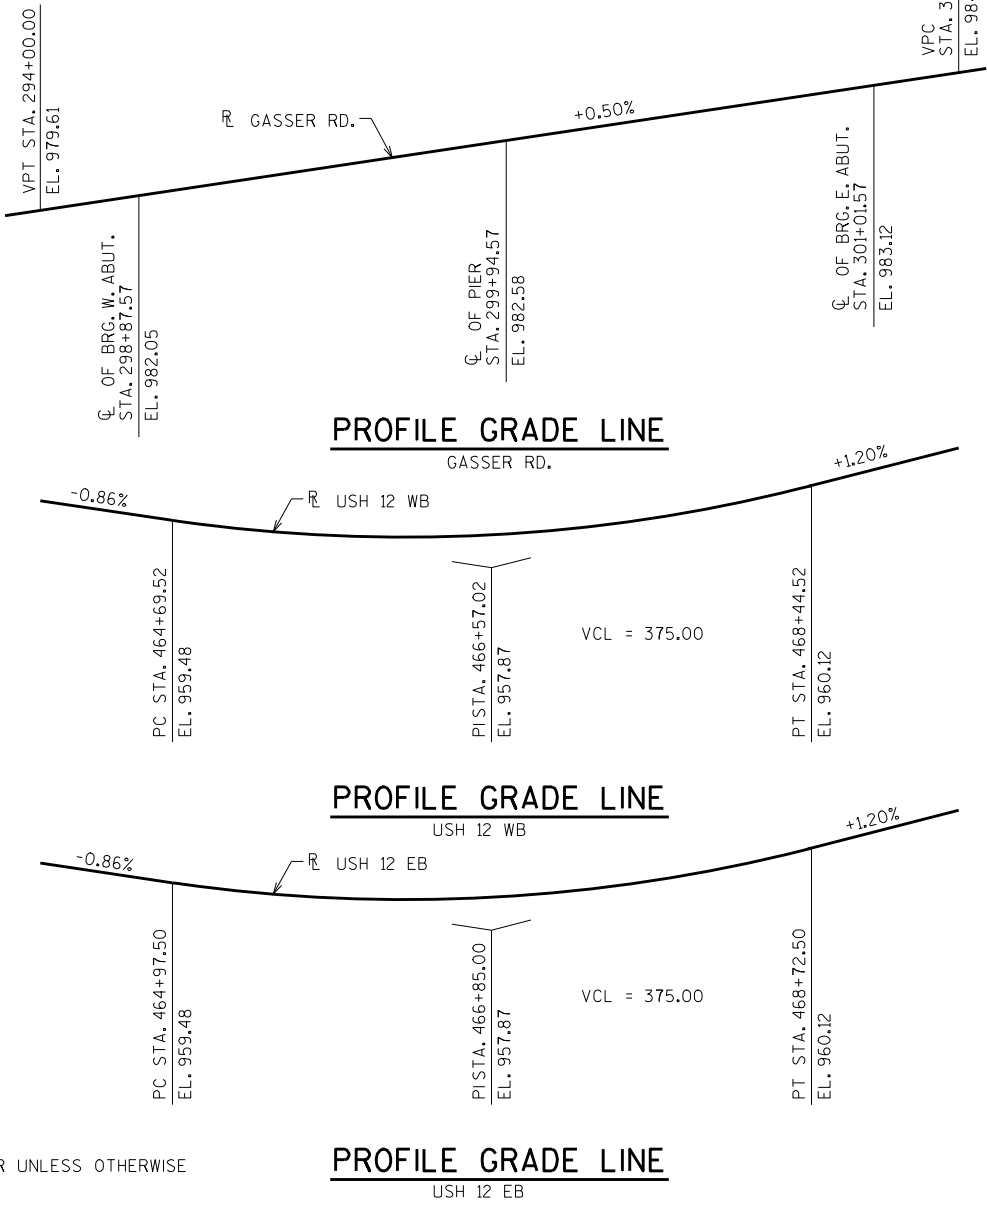 VPT STA. 294+00.00
EL. 979.61
PL GASSER RD.
+0.50%
VPC
STA. 3
EL. 98
℄ OF BRG. W. ABUT.
STA. 298+87.57
EL. 982.05
℄ OF PIER
STA. 299+94.57
EL. 982.58
℄ OF BRG. E. ABUT.
STA. 301+01.57
EL. 983.12
PROFILE GRADE LINE
GASSER RD.
-0.86%
RL USH 12 WB
+1.20%
PC STA. 464+69.52
EL. 959.48
PI STA. 466+57.02
EL. 957.87
VCL = 375.00
PT STA. 468+44.52
EL. 960.12
PROFILE GRADE LINE
USH 12 WB
-0.86%
RL USH 12 EB
+1.20%
PC STA. 464+97.50
EL. 959.48
PI STA. 466+85.00
EL. 957.87
VCL = 375.00
PT STA. 468+72.50
EL. 960.12
PROFILE GRADE LINE
USH 12 EB
R UNLESS OTHERWISE